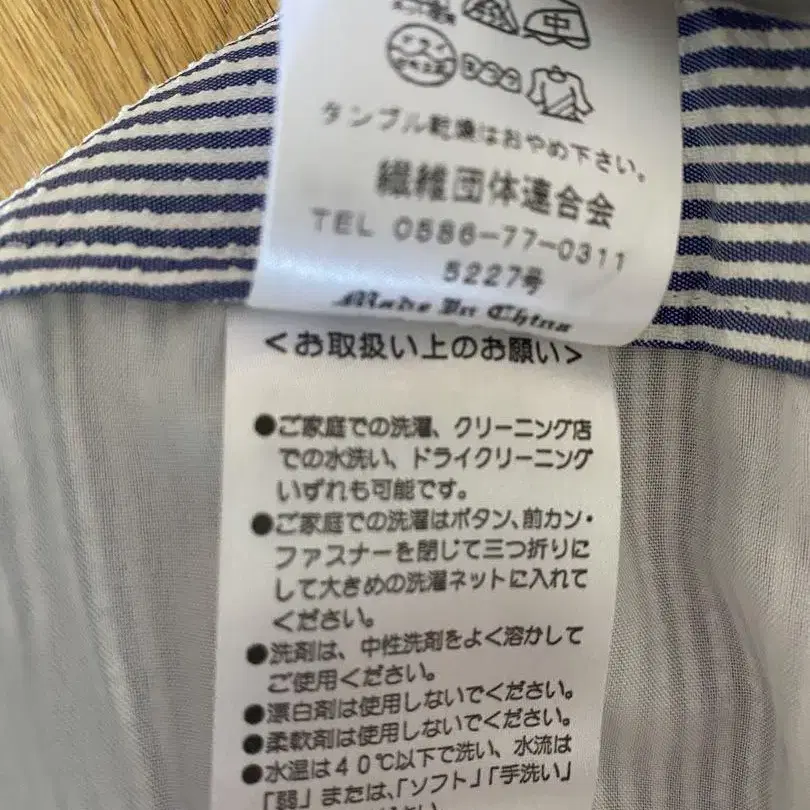 中
タンブル乾燥はおやめ下さい。
繊維団体連合会
TEL 0586-77-0311
5227号
Made In China
<お取扱い上のお願い>
●ご家庭での洗濯、クリーニング店
での水洗い、ドライクリーニング
いずれも可能です。
●ご家庭での洗濯はボタン、前カン・
ファスナーを閉じて三つ折りに
して大きめの洗濯ネットに入れて
ください。
●洗剤は、中性洗剤をよく溶かして
ご使用ください。
●漂白剤は使用しないでください。
●柔軟剤は使用しないでください。
●水温は40℃以下で洗い、水流は
「弱」または、「ソフト」「手洗い」